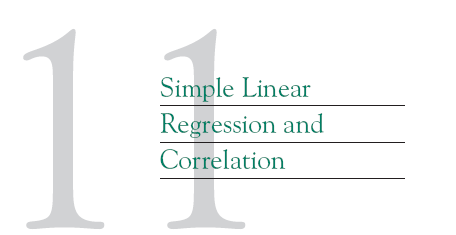 11
Simple Linear
Regression and
Correlation